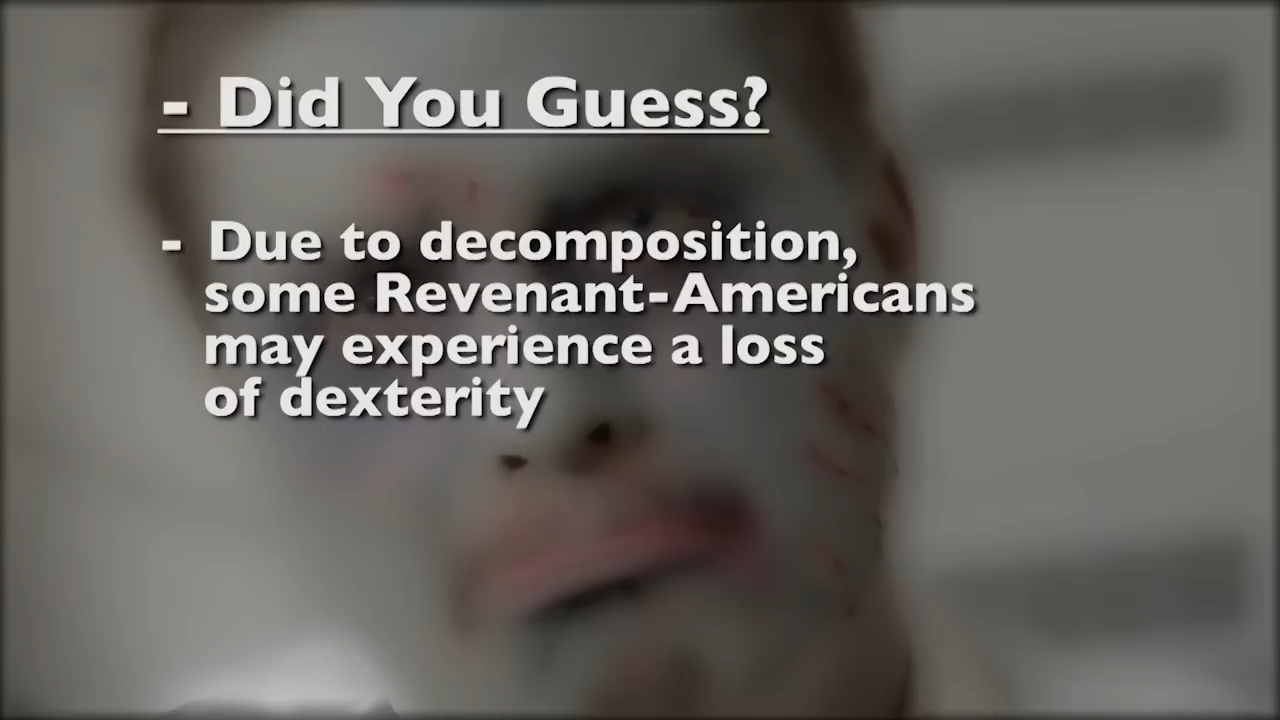 - Did You Guess?
- Due to decomposition,
some Revenant-Americans
may experience a loss
of dexterity